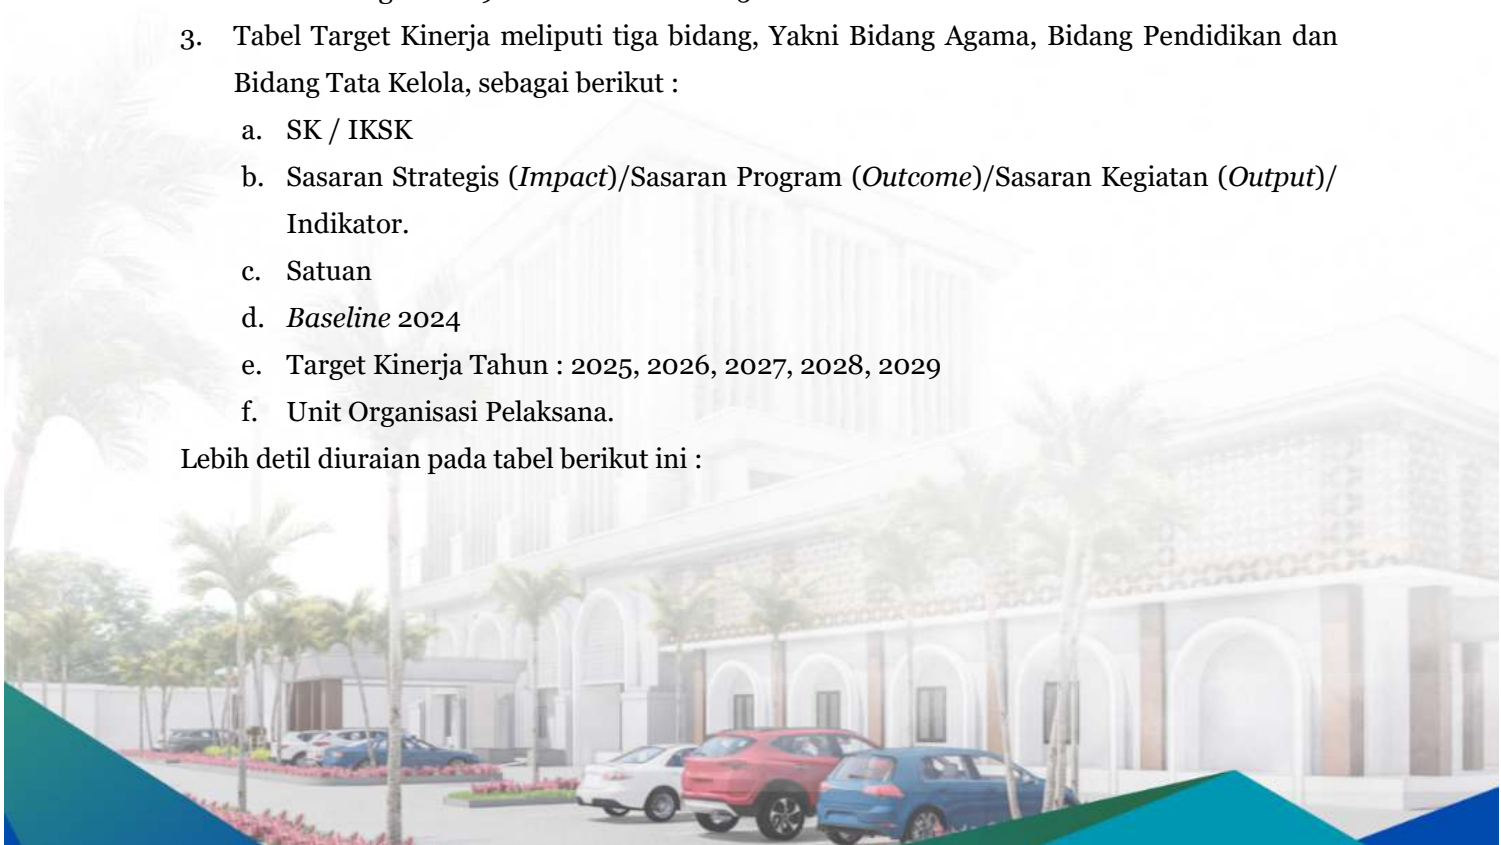 3. Tabel Target Kinerja meliputi tiga bidang, Yakni Bidang Agama, Bidang Pendidikan dan
Bidang Tata Kelola, sebagai berikut :
a. SK / IKSK
b. Sasaran Strategis (Impact)/Sasaran Program (Outcome)/Sasaran Kegiatan (Output)/
Indikator.
c. Satuan
d. Baseline 2024
e. Target Kinerja Tahun : 2025, 2026, 2027, 2028, 2029
f. Unit Organisasi Pelaksana.
Lebih detil diuraian pada tabel berikut ini :